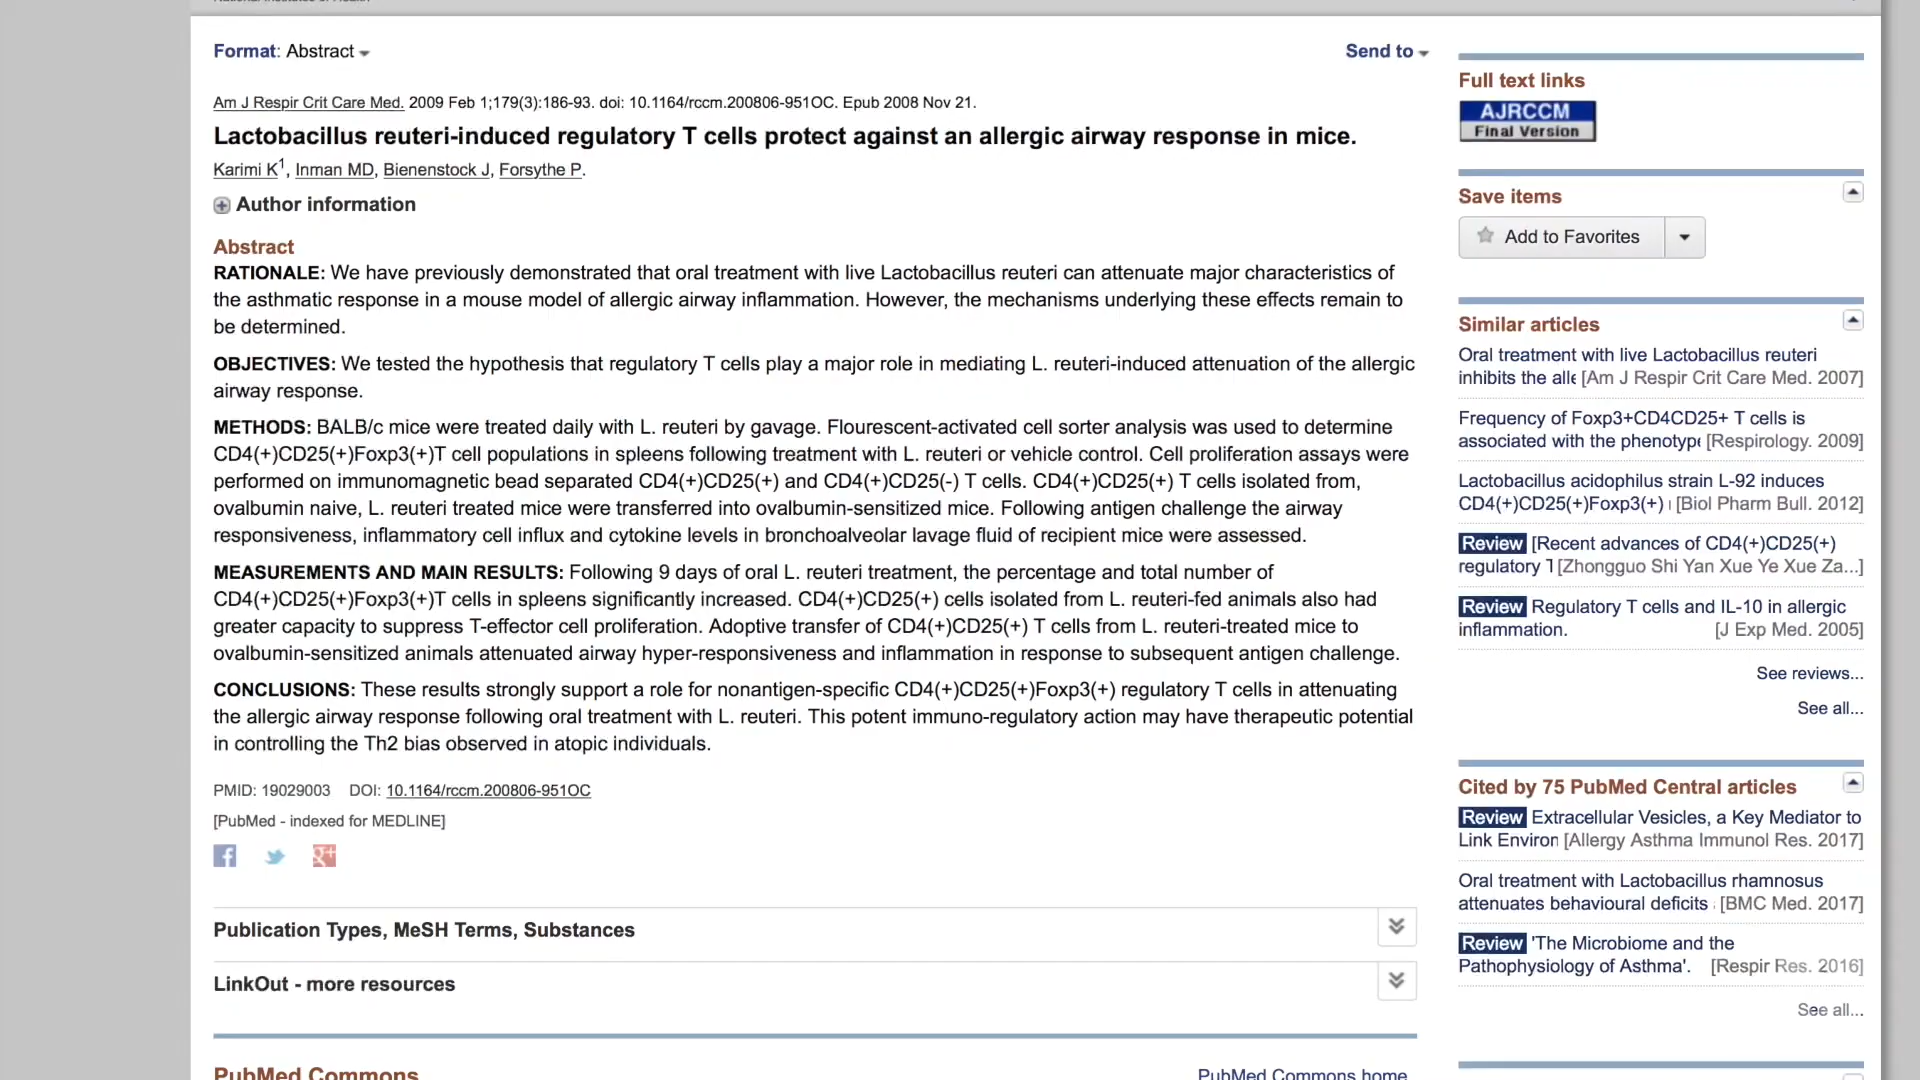 Format: Abstract
Send to
Am J Respir Crit Care Med. 2009 Feb 1;179(3):186-93. doi: 10.1164/rccm.200806-951OC. Epub 2008 Nov 21.
Lactobacillus reuteri-induced regulatory T cells protect against an allergic airway response in mice.
Karimi K1, Inman MD, Bienenstock J, Forsythe P.
Author information
Abstract
RATIONALE: We have previously demonstrated that oral treatment with live Lactobacillus reuteri can attenuate major characteristics of
the asthmatic response in a mouse model of allergic airway inflammation. However, the mechanisms underlying these effects remain to
be determined.
OBJECTIVES: We tested the hypothesis that regulatory T cells play a major role in mediating L. reuteri-induced attenuation of the allergic
airway response.
METHODS: BALB/c mice were treated daily with L. reuteri by gavage. Flourescent-activated cell sorter analysis was used to determine
CD4(+)CD25(+)Foxp3(+)T cell populations in spleens following treatment with L. reuteri or vehicle control. Cell proliferation assays were
performed on immunomagnetic bead separated CD4(+)CD25(+) and CD4(+)CD25(-) T cells. CD4(+)CD25(+) T cells isolated from,
ovalbumin naive, L. reuteri treated mice were transferred into ovalbumin-sensitized mice. Following antigen challenge the airway
responsiveness, inflammatory cell influx and cytokine levels in bronchoalveolar lavage fluid of recipient mice were assessed.
MEASUREMENTS AND MAIN RESULTS: Following 9 days of oral L. reuteri treatment, the percentage and total number of
CD4(+)CD25(+)Foxp3(+)T cells in spleens significantly increased. CD4(+)CD25(+) cells isolated from L. reuteri-fed animals also had
greater capacity to suppress T-effector cell proliferation. Adoptive transfer of CD4(+)CD25(+) T cells from L. reuteri-treated mice to
ovalbumin-sensitized animals attenuated airway hyper-responsiveness and inflammation in response to subsequent antigen challenge.
CONCLUSIONS: These results strongly support a role for nonantigen-specific CD4(+)CD25(+)Foxp3(+) regulatory T cells in attenuating
the allergic airway response following oral treatment with L. reuteri. This potent immuno-regulatory action may have therapeutic potential
in controlling the Th2 bias observed in atopic individuals.
PMID: 19029003 DOI: 10.1164/rccm.200806-951OC
[PubMed - indexed for MEDLINE]
Publication Types, MeSH Terms, Substances
LinkOut - more resources
PubMed Commons
PubMed Commons home
Full text links
AJRCCM
Final Version
Save items
Add to Favorites
Similar articles
Oral treatment with live Lactobacillus reuteri
inhibits the alle [Am J Respir Crit Care Med. 2007]
Frequency of Foxp3+CD4CD25+ T cells is
associated with the phenotype [Respirology. 2009]
Lactobacillus acidophilus strain L-92 induces
CD4(+)CD25(+)Foxp3(+) [Biol Pharm Bull. 2012]
Review [Recent advances of CD4(+)CD25(+)
regulatory T [Zhongguo Shi Yan Xue Ye Xue Za...]
Review Regulatory T cells and IL-10 in allergic
inflammation. [J Exp Med. 2005]
See reviews...
See all...
Cited by 75 PubMed Central articles
Review Extracellular Vesicles, a Key Mediator to
Link Environ [Allergy Asthma Immunol Res. 2017]
Oral treatment with Lactobacillus rhamnosus
attenuates behavioural deficits [BMC Med. 2017]
Review 'The Microbiome and the
Pathophysiology of Asthma'. [Respir Res. 2016]
See all...